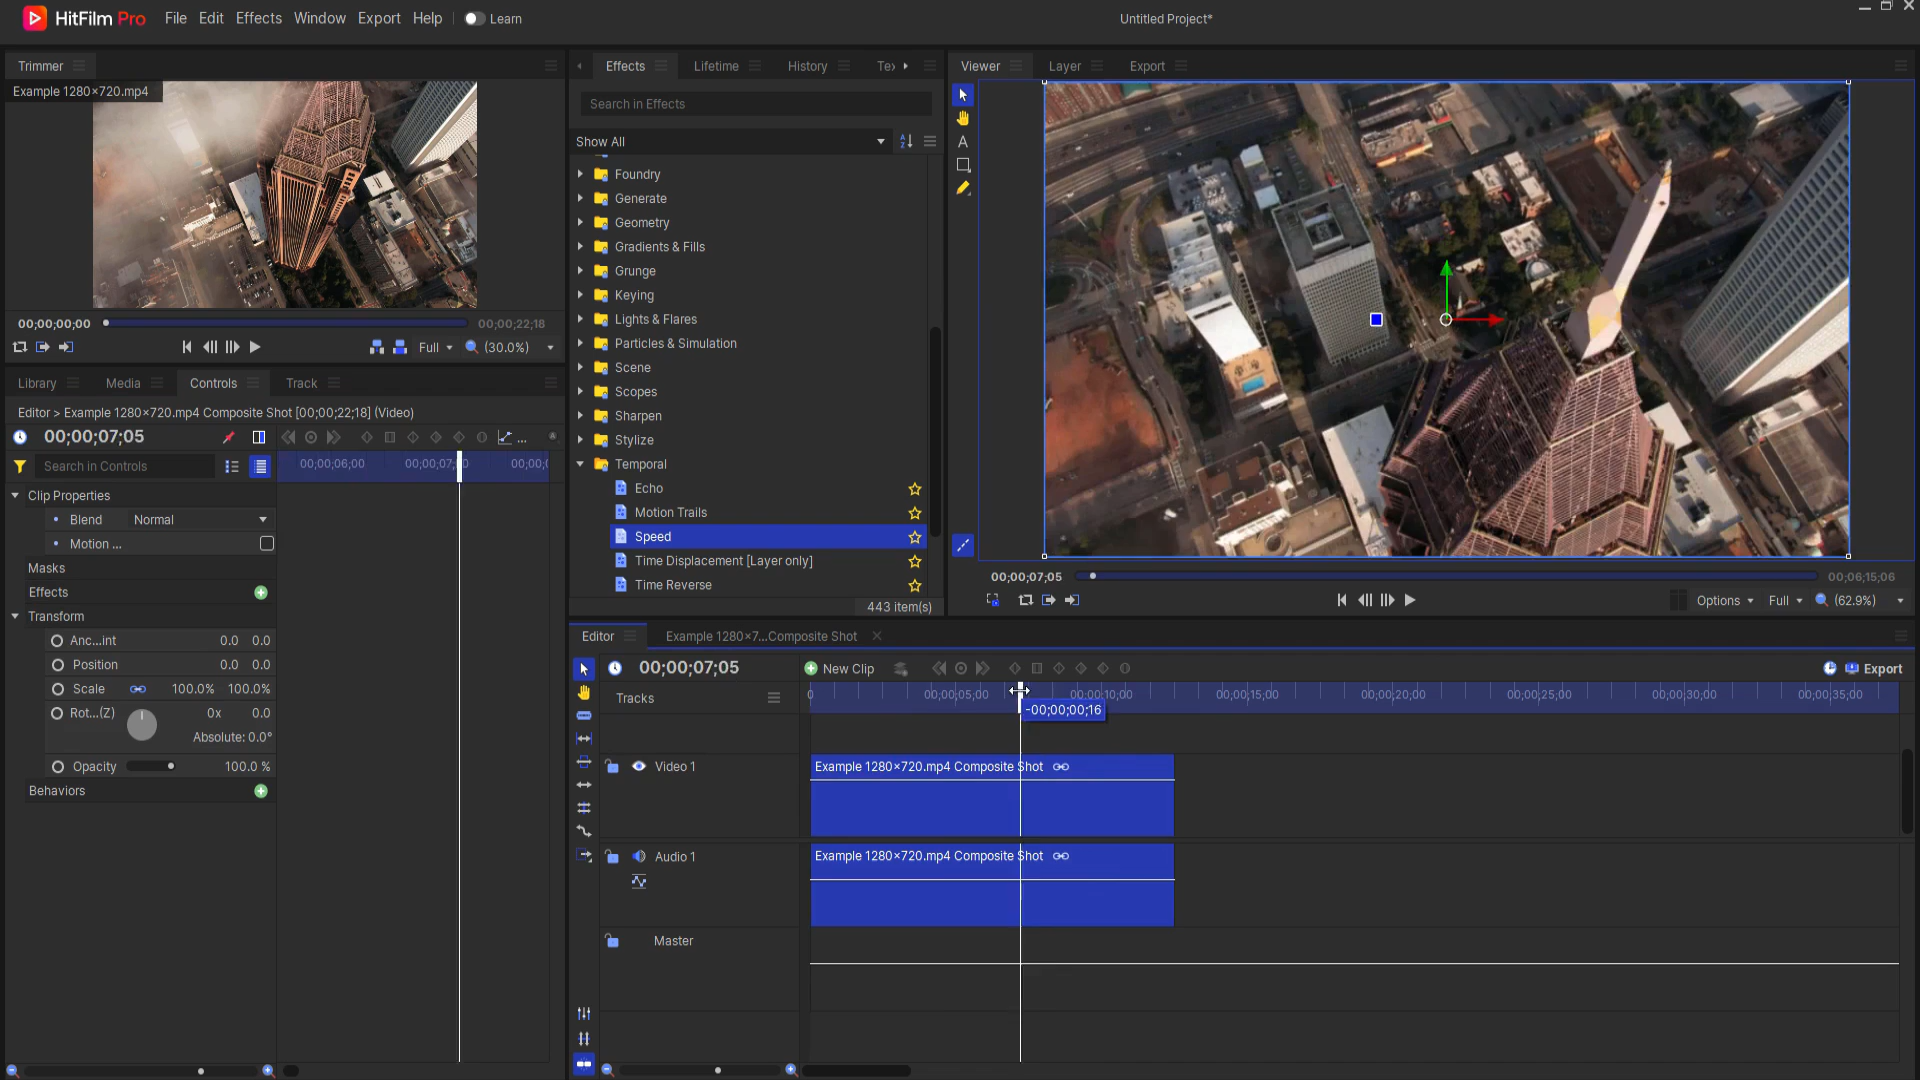 HitFilm Pro
File Edit Effects Window Export Help Learn
Untitled Project*
Trimmer
Example 1280×720.mp4
00;00;00;00
00;00;22;18
Full
(30.0%)
Library Media Controls Track
Editor > Example 1280×720.mp4 Composite Shot [00;00;22;18] (Video)
00;00;07;05
...
Search in Controls
00;00;06;00
00;00;07;
Clip Properties
Blend Normal
Motion ...
Masks
Effects
Transform
Anc...int 0.0 0.0
Position 0.0 0.0
Scale 100.0% 100.0%
Rot...(Z) 0x 0.0
Absolute: 0.0°
Opacity 100.0 %
Behaviors
Effects Lifetime History
Search in Effects
Show All
Foundry
Generate
Geometry
Gradients & Fills
Grunge
Keying
Lights & Flares
Particles & Simulation
Scene
Scopes
Sharpen
Stylize
Temporal
Echo
Motion Trails
Speed
Time Displacement [Layer only]
Time Reverse
443 item(s)
Viewer Layer Export
A
00;00;07;05
00;06;15;06
Options Full (62.9%)
Editor Example 1280×7...Composite Shot
00;00;07;05
New Clip
Export
Tracks
0 00;00;05;00 00;00;10;00 00;00;15;00 00;00;20;00 00;00;25;00 00;00;30;00 00;00;35;00
-00;00;00;16
Video 1
Example 1280×720.mp4 Composite Shot
Audio 1
Example 1280×720.mp4 Composite Shot
Master